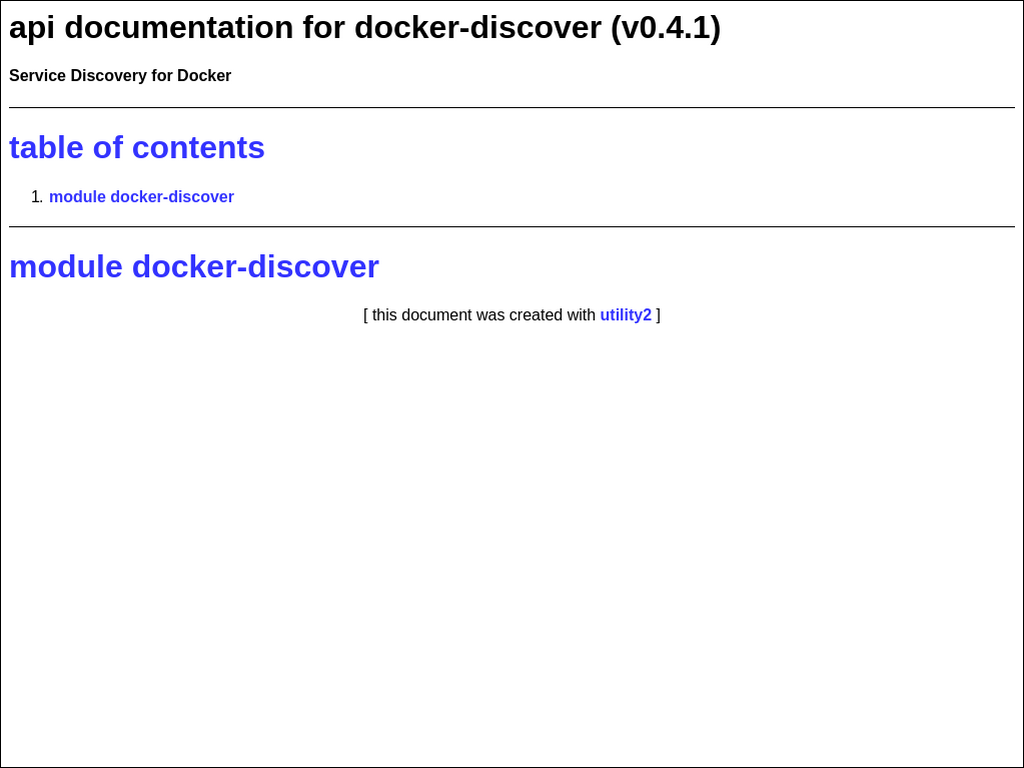 api documentation for docker-discover (v0.4.1)
Service Discovery for Docker
table of contents
1. module docker-discover
module docker-discover
[ this document was created with utility2 ]